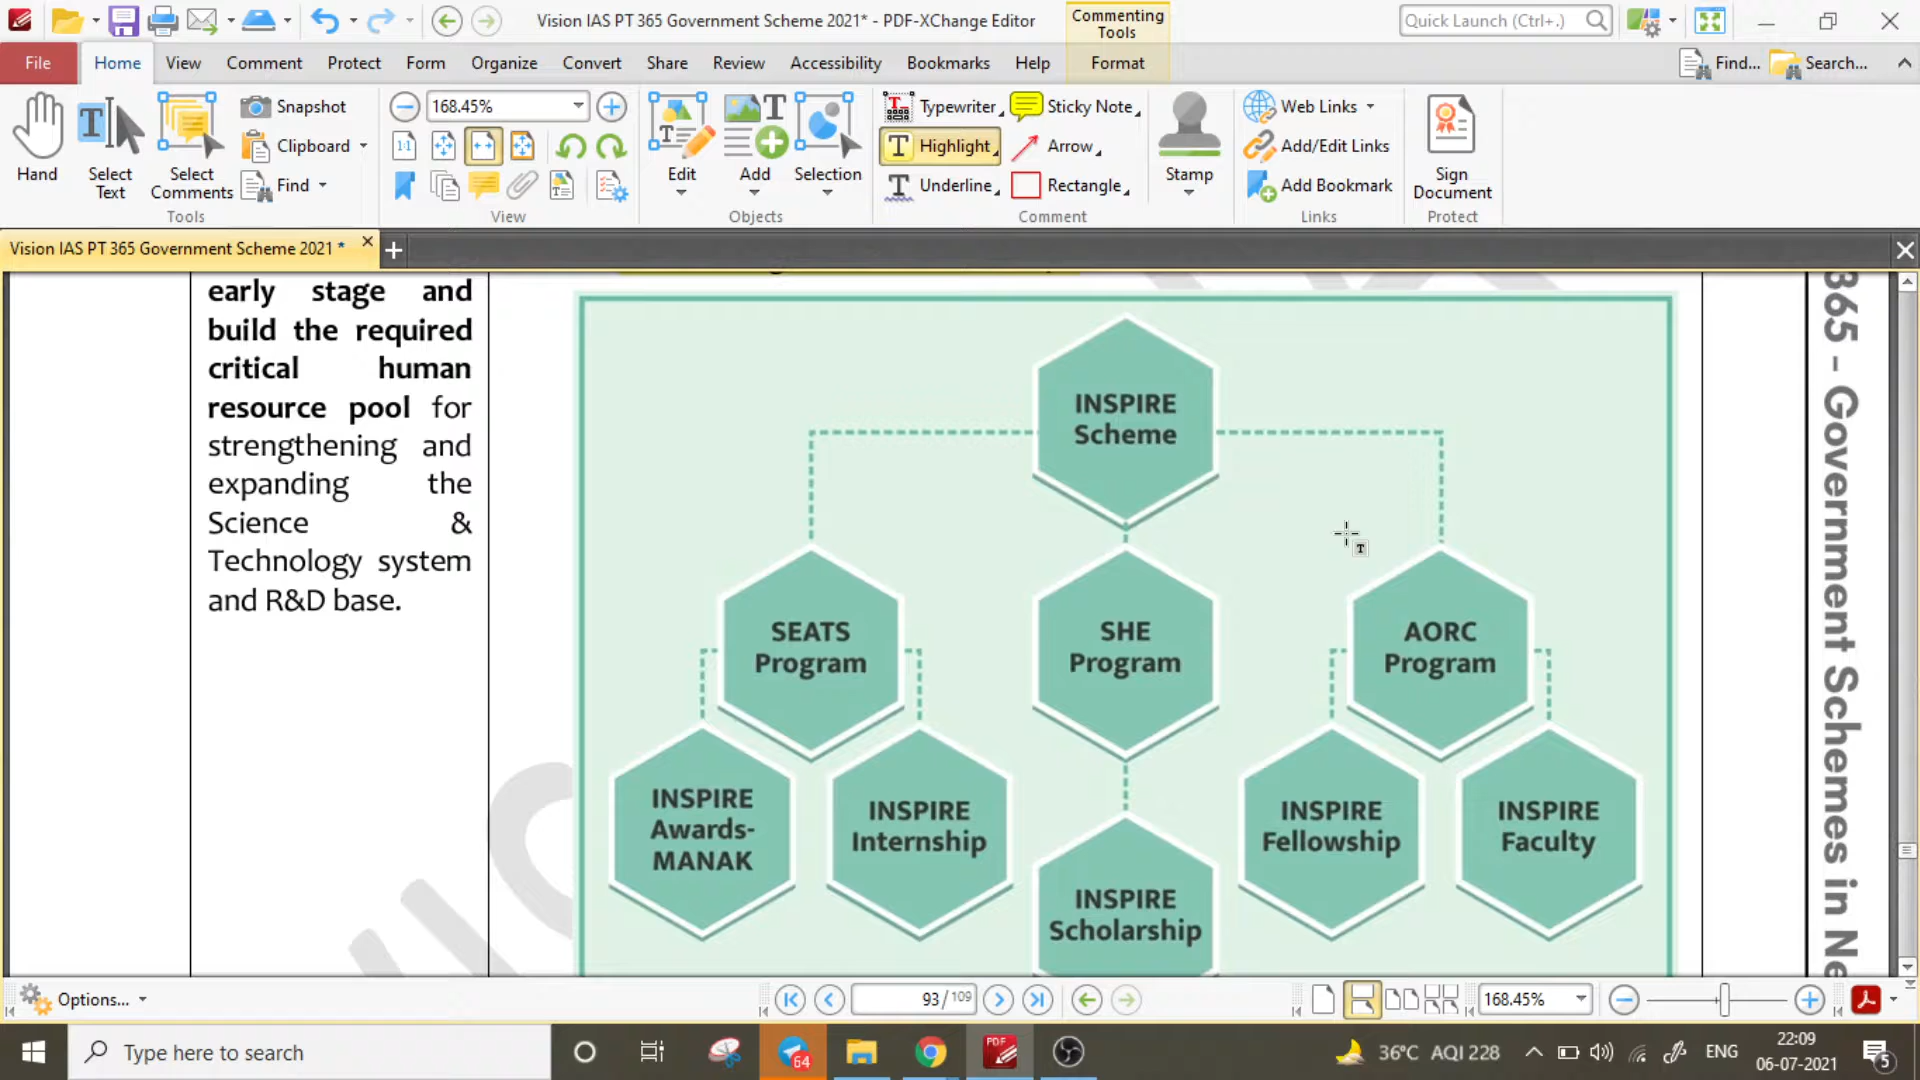 Vision IAS PT 365 Government Scheme 2021* - PDF-XChange Editor
Commenting Tools
Quick Launch (Ctrl+.)
File Home View Comment Protect Form Organize Convert Share Review Accessibility Bookmarks Help Format Find... Search...
Hand
Select Text
Select Comments
Snapshot
Clipboard
Find
Tools
168.45%
View
Edit
Add
Selection
Objects
Typewriter
Highlight
Underline
Sticky Note
Arrow
Rectangle
Stamp
Comment
Web Links
Add/Edit Links
Add Bookmark
Links
Sign Document
Protect
Vision IAS PT 365 Government Scheme 2021 *
early stage and
build the required
critical human
resource pool for
strengthening and
expanding the
Science &
Technology system
and R&D base.
INSPIRE
Scheme
SEATS
Program
SHE
Program
AORC
Program
INSPIRE
Awards-
MANAK
INSPIRE
Internship
INSPIRE
Scholarship
INSPIRE
Fellowship
INSPIRE
Faculty
365 - Government Schemes in Ne
Options...
93 / 109
168.45%
Type here to search
64
PDF
36°C AQI 228
ENG
22:09
06-07-2021
5